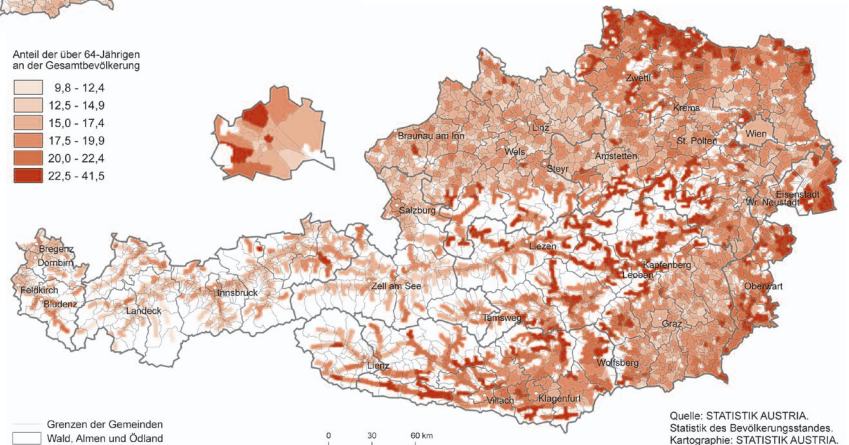 Anteil der über 64-Jährigen
an der Gesamtbevölkerung
9,8 - 12,4
12,5 - 14,9
15,0 - 17,4
17,5 - 19,9
20,0 - 22,4
22,5 - 41,5
Zwettl
Krems
Linz
Wien
Braunau am Inn
St. Pölten
Wels
Amstetten
Steyr
Eisenstadt
Wr. Neustadt
Salzburg
Liezen
Bregenz
Dornbirn
Kapfenberg
Leoben
Feldkirch
Bludenz
Innsbruck
Zell am See
Oberwart
Landeck
Tamsweg
Graz
Lienz
Wolfsberg
Villach
Klagenfurt
Grenzen der Gemeinden
Wald, Almen und Ödland
0 30 60 km
Quelle: STATISTIK AUSTRIA.
Statistik des Bevölkerungsstandes.
Kartographie: STATISTIK AUSTRIA.